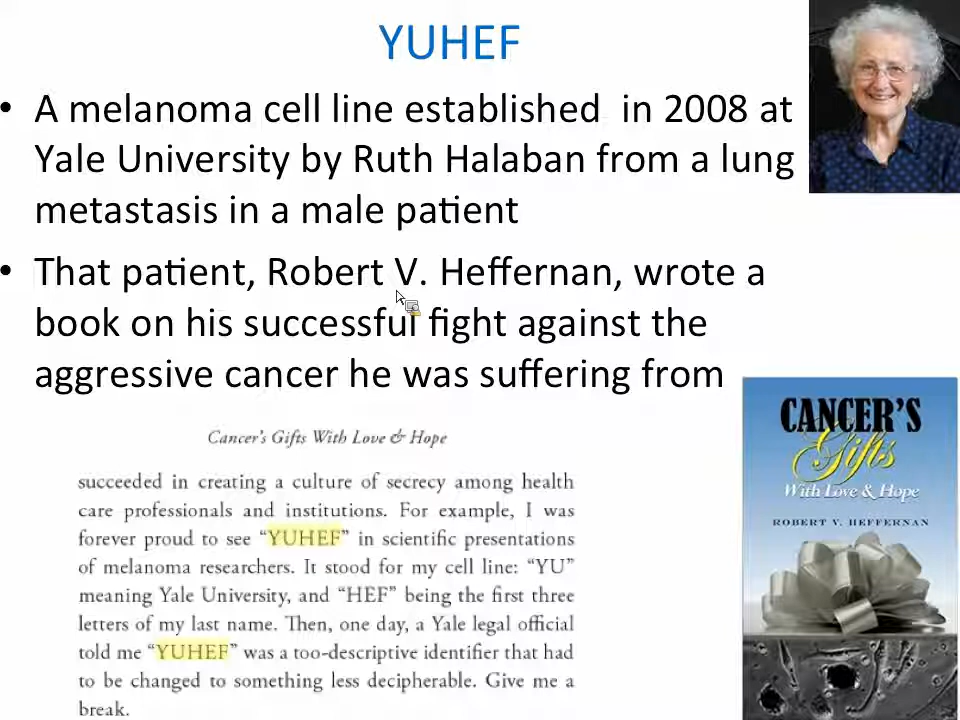 YUHEF
• A melanoma cell line established in 2008 at
Yale University by Ruth Halaban from a lung
metastasis in a male patient
• That patient, Robert V. Heffernan, wrote a
book on his successful fight against the
aggressive cancer he was suffering from
Cancer's Gifts With Love & Hope
succeeded in creating a culture of secrecy among health
care professionals and institutions. For example, I was
forever proud to see “YUHEF” in scientific presentations
of melanoma researchers. It stood for my cell line: “YU”
meaning Yale University, and “HEF” being the first three
letters of my last name. Then, one day, a Yale legal official
told me “YUHEF” was a too-descriptive identifier that had
to be changed to something less decipherable. Give me a
break.
CANCER'S
Gifts
With Love & Hope
ROBERT V. HEFFERNAN